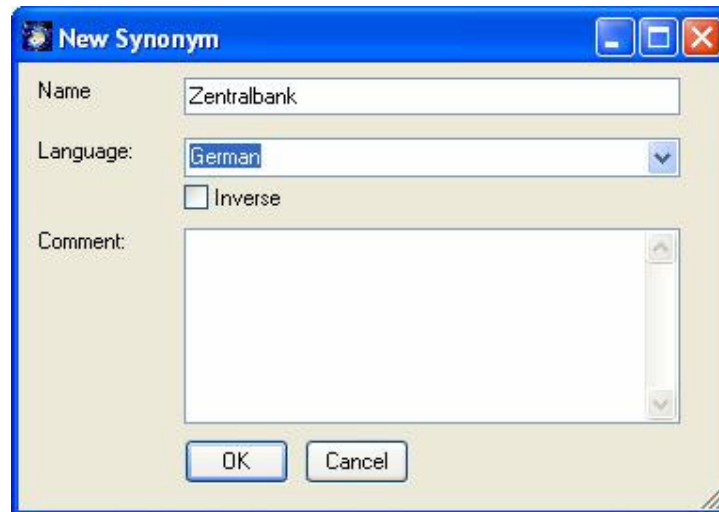 New Synonym
Name
Zentralbank
Language:
German
Inverse
Comment:
OK
Cancel